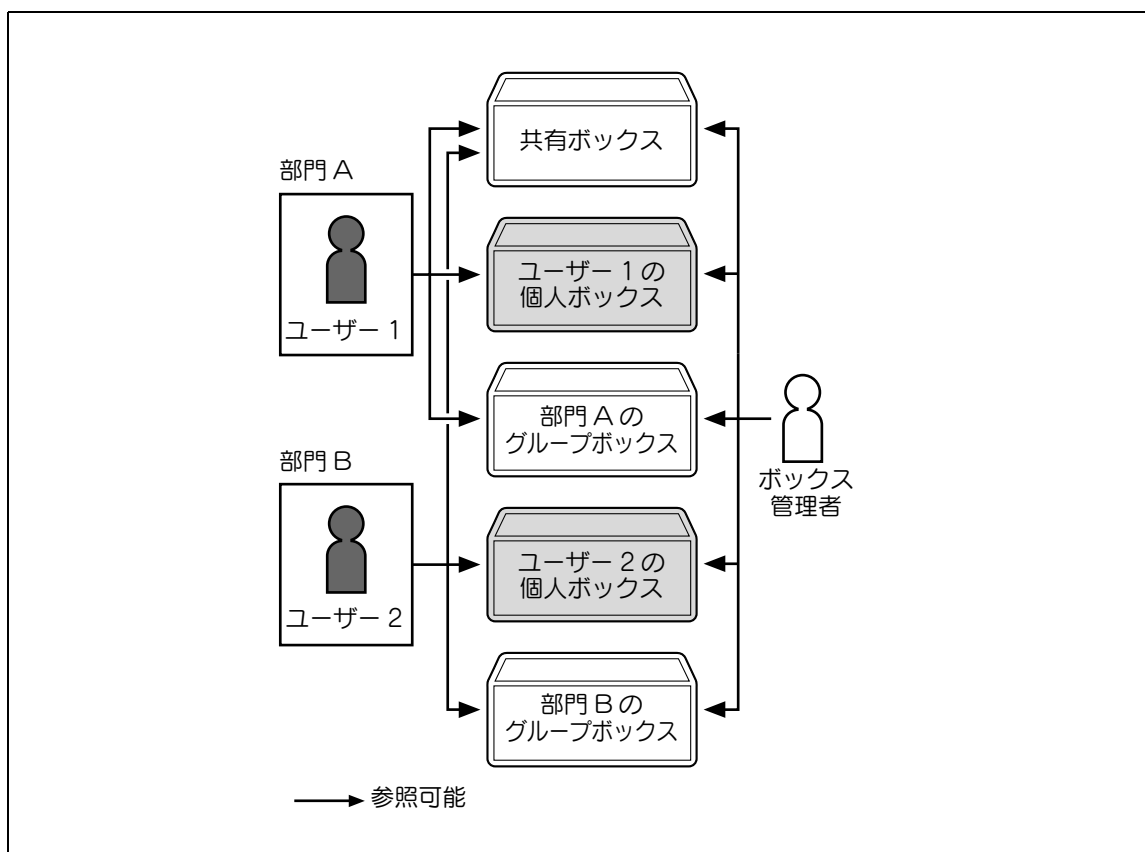 共有ボックス
部門 A
ユーザー 1
ユーザー 1 の
個人ボックス
部門 A の
グループボックス
部門 B
ユーザー 2
ユーザー 2 の
個人ボックス
部門 B の
グループボックス
ボックス
管理者
参照可能